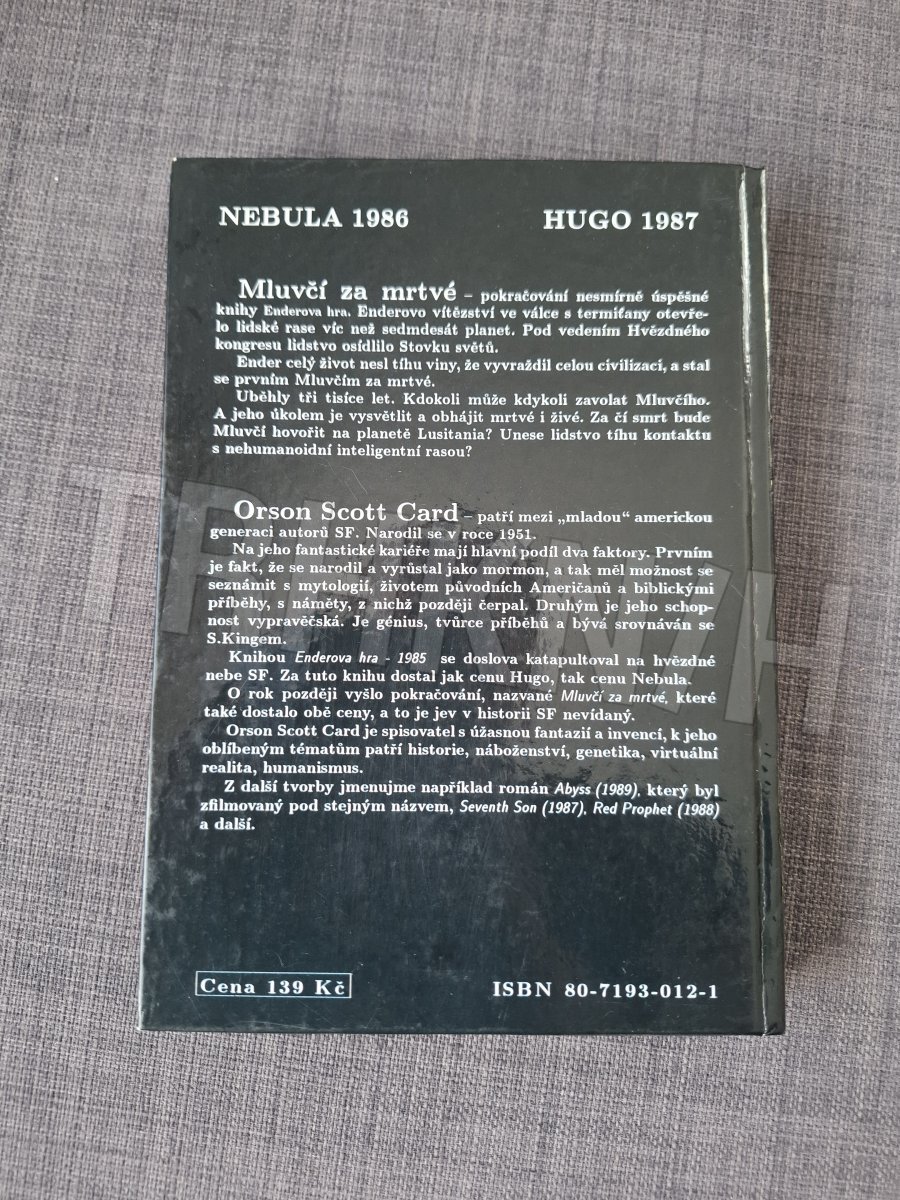 NEBULA 1986 HUGO 1987
Mluvčí za mrtvé – pokračování nesmírně úspěšné
knihy Enderova hra. Enderovo vítězství ve válce s termiťany otevře-
lo lidské rase víc než sedmdesát planet. Pod vedením Hvězdného
kongresu lidstvo osídlilo Stovku světů.
Ender celý život nesl tíhu viny, že vyvraždil celou civilizaci, a stal
se prvním Mluvčím za mrtvé.
Uběhly tři tisíce let. Kdokoli může kdykoli zavolat Mluvčího.
A jeho úkolem je vysvětlit a obhájit mrtvé i živé. Za čí smrt bude
Mluvčí hovořit na planetě Lusitania? Unese lidstvo tíhu kontaktu
s nehumanoidní inteligentní rasou?
Orson Scott Card – patří mezi „mladou“ americkou
generaci autorů SF. Narodil se v roce 1951.
Na jeho fantastické kariéře mají hlavní podíl dva faktory. Prvním
je fakt, že se narodil a vyrůstal jako mormon, a tak měl možnost se
seznámit s mytologií, životem původních Američanů a biblickými
příběhy, s náměty, z nichž později čerpal. Druhým je jeho schop-
nost vypravěčská. Je génius, tvůrce příběhů a bývá srovnáván se
S.Kingem.
Knihou Enderova hra - 1985 se doslova katapultoval na hvězdné
nebe SF. Za tuto knihu dostal jak cenu Hugo, tak cenu Nebula.
O rok později vyšlo pokračování, nazvané Mluvčí za mrtvé, které
také dostalo obě ceny, a to je jev v historii SF nevídaný.
Orson Scott Card je spisovatel s úžasnou fantazií a invencí, k jeho
oblíbeným tématům patří historie, náboženství, genetika, virtuální
realita, humanismus.
Z další tvorby jmenujme například román Abyss (1989), který byl
zfilmovaný pod stejným názvem, Seventh Son (1987), Red Prophet (1988)
a další.
Cena 139 Kč ISBN 80-7193-012-1